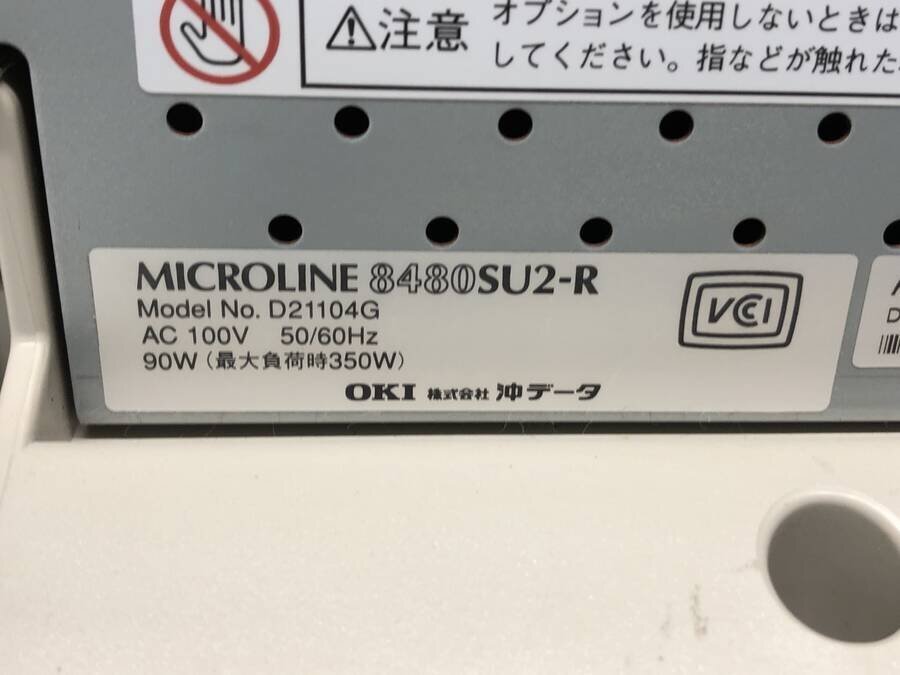 オプションを使用しないときは
⚠注意
してください。指などが触れた
MICROLINE 8480SU2-R
Model No. D21104G
AC 100V 50/60Hz
90W (最大負荷時350W)
VCCI
OKI 株式会社 沖データ
D